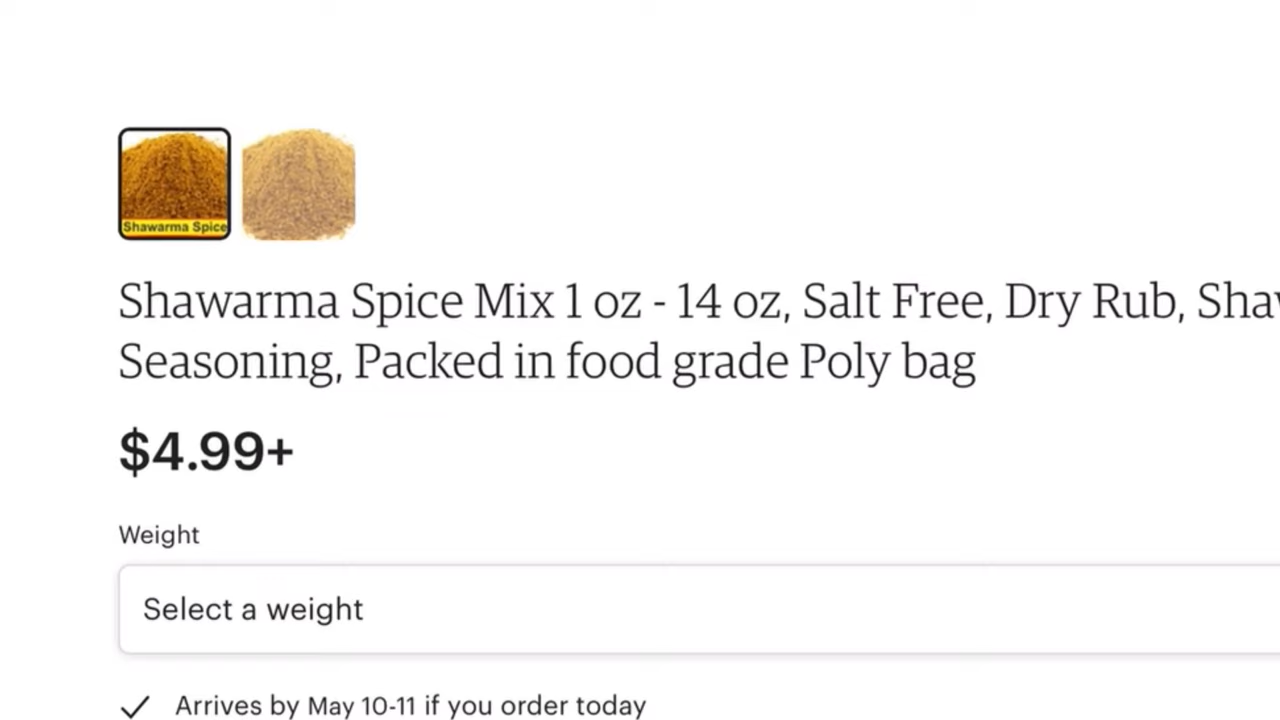 Shawarma Spice
Shawarma Spice Mix 1 oz - 14 oz, Salt Free, Dry Rub,
Seasoning, Packed in food grade Poly bag
$4.99+
Weight
Select a weight
Arrives by May 10-11 if you order today